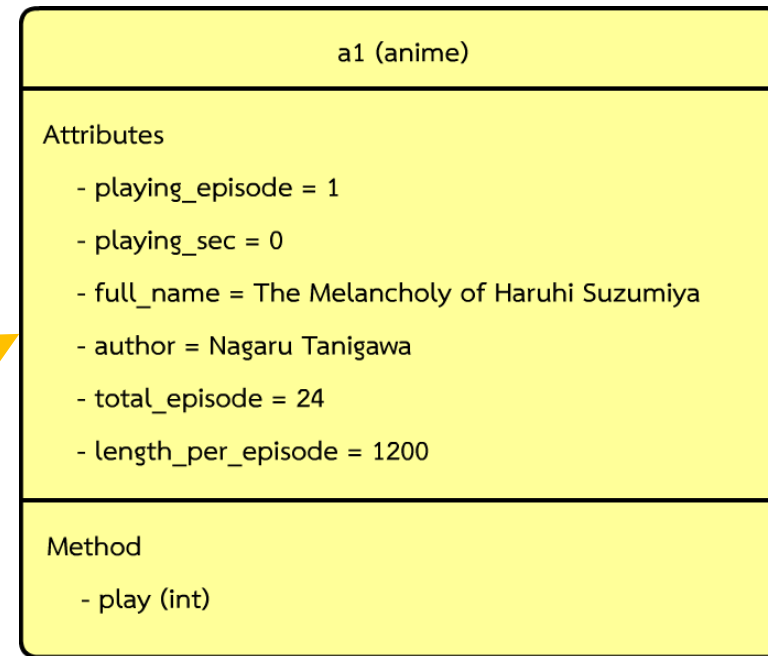 a1 (anime)
Attributes
- playing_episode = 1
- playing_sec = 0
- full_name = The Melancholy of Haruhi Suzumiya
- author = Nagaru Tanigawa
- total_episode = 24
- length_per_episode = 1200
Method
- play (int)